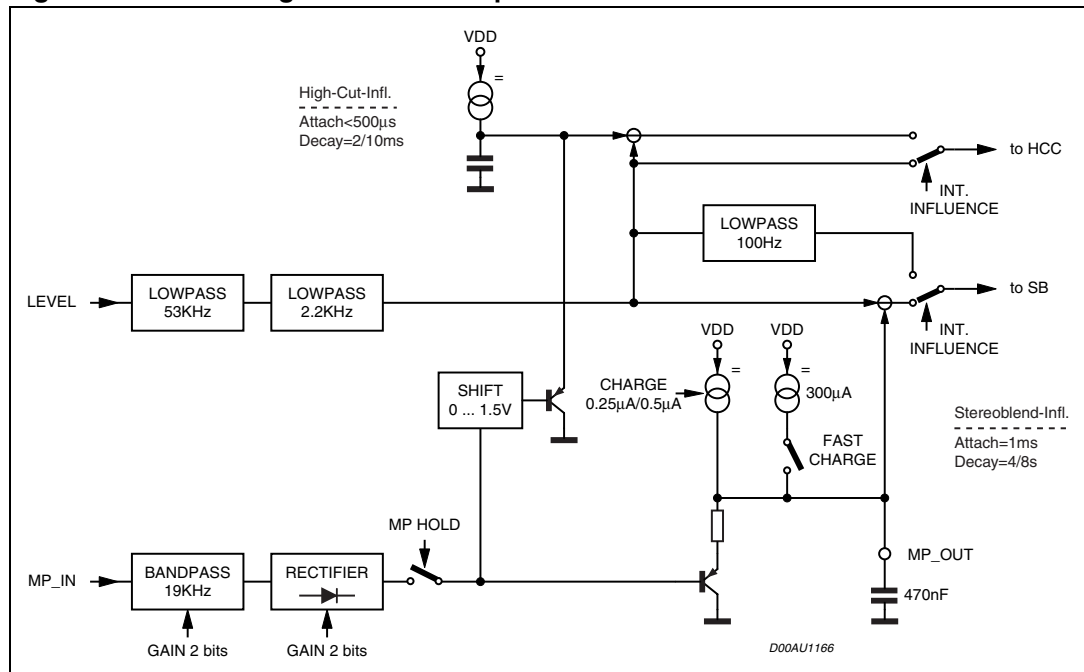 VDD
=
High-Cut-Infl.
Attach<500µs
Decay=2/10ms
to HCC
INT.
INFLUENCE
LOWPASS
100Hz
LEVEL
LOWPASS
53KHz
LOWPASS
2.2KHz
to SB
INT.
INFLUENCE
VDD
VDD
=
=
CHARGE
0.25µA/0.5µA
300µA
SHIFT
0 ... 1.5V
FAST
CHARGE
Stereoblend-Infl.
Attach=1ms
Decay=4/8s
MP HOLD
MP_IN
BANDPASS
19KHz
RECTIFIER
MP_OUT
470nF
GAIN 2 bits
GAIN 2 bits
D00AU1166